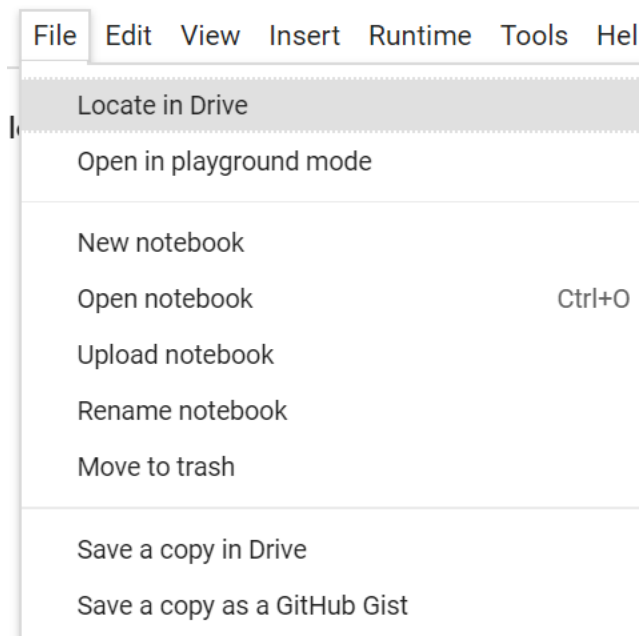 File Edit View Insert Runtime Tools Hel
Locate in Drive
Open in playground mode
New notebook
Open notebook Ctrl+O
Upload notebook
Rename notebook
Move to trash
Save a copy in Drive
Save a copy as a GitHub Gist